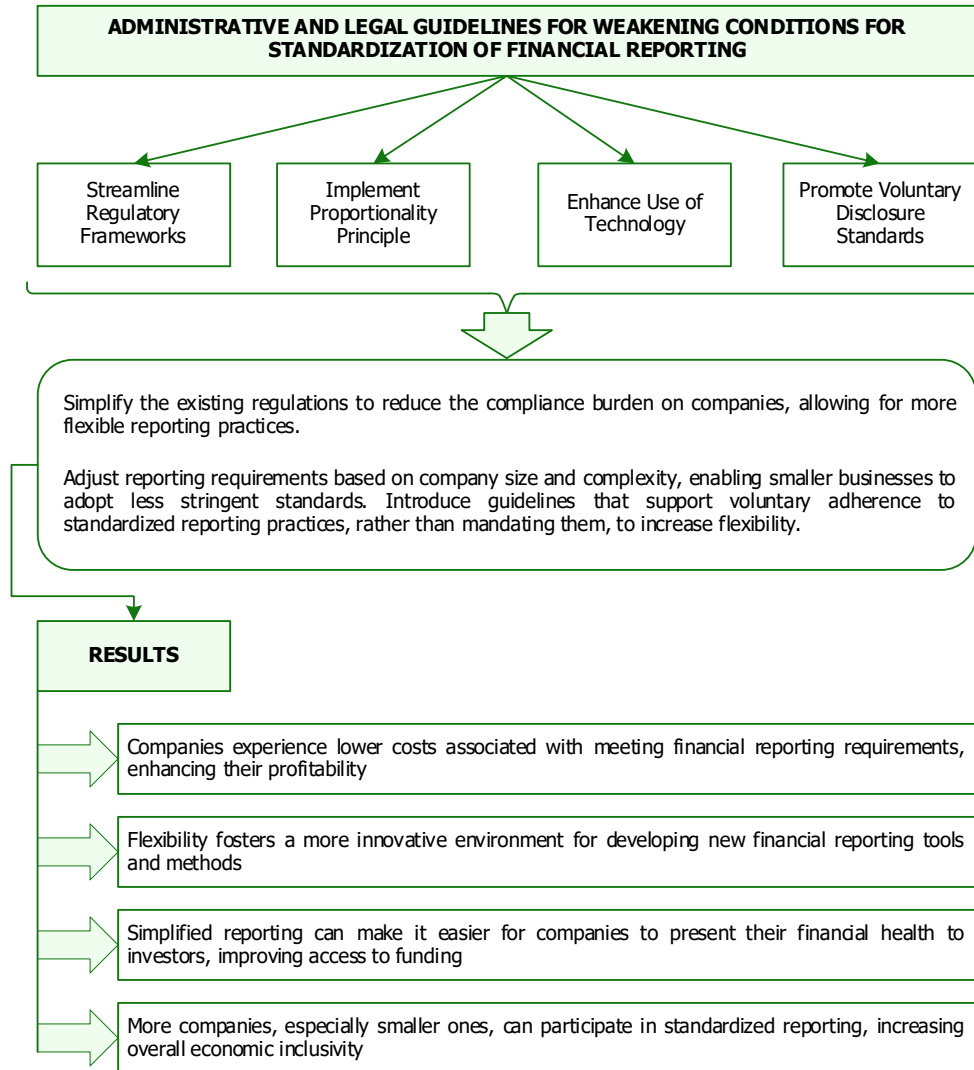 ADMINISTRATIVE AND LEGAL GUIDELINES FOR WEAKENING CONDITIONS FOR
STANDARDIZATION OF FINANCIAL REPORTING
Streamline
Regulatory
Frameworks
Implement
Proportionality
Principle
Enhance Use of
Technology
Promote Voluntary
Disclosure
Standards
Simplify the existing regulations to reduce the compliance burden on companies, allowing for more
flexible reporting practices.
Adjust reporting requirements based on company size and complexity, enabling smaller businesses to
adopt less stringent standards. Introduce guidelines that support voluntary adherence to
standardized reporting practices, rather than mandating them, to increase flexibility.
RESULTS
Companies experience lower costs associated with meeting financial reporting requirements,
enhancing their profitability
Flexibility fosters a more innovative environment for developing new financial reporting tools
and methods
Simplified reporting can make it easier for companies to present their financial health to
investors, improving access to funding
More companies, especially smaller ones, can participate in standardized reporting, increasing
overall economic inclusivity